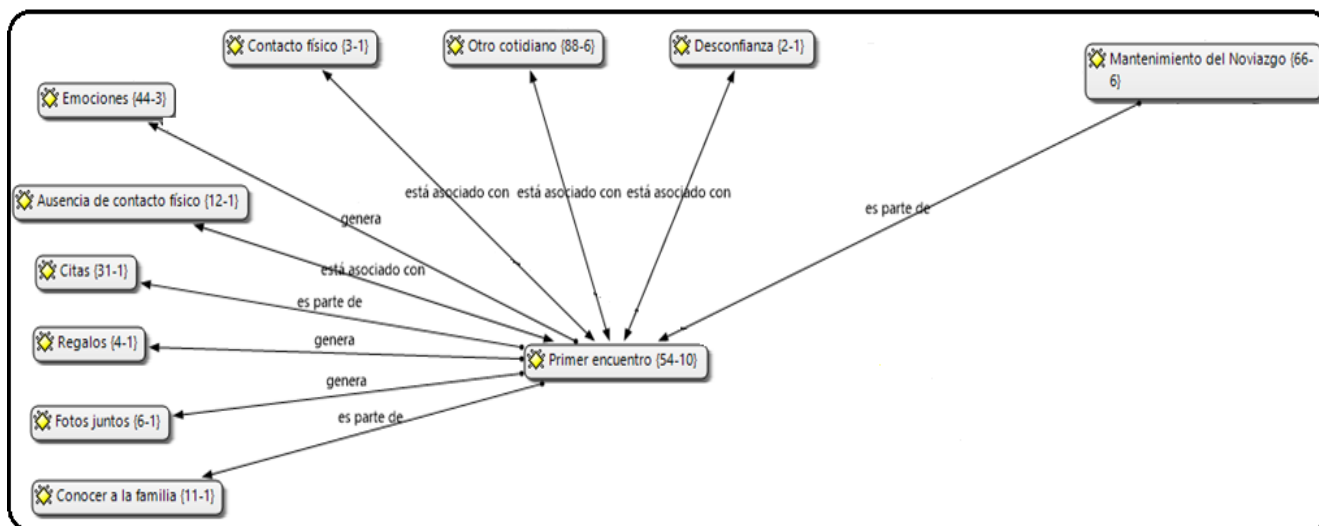 Contacto físico {3-1}
Otro cotidiano {88-6}
Desconfianza {2-1}
Mantenimiento del Noviazgo {66-
6}
Emociones {44-3}
Ausencia de contacto físico {12-1}
está asociado con
está asociado con
está asociado con
genera
es parte de
Citas {31-1}
está asociado con
es parte de
Regalos {4-1}
genera
Primer encuentro {54-10}
genera
Fotos juntos {6-1}
es parte de
Conocer a la familia {11-1}